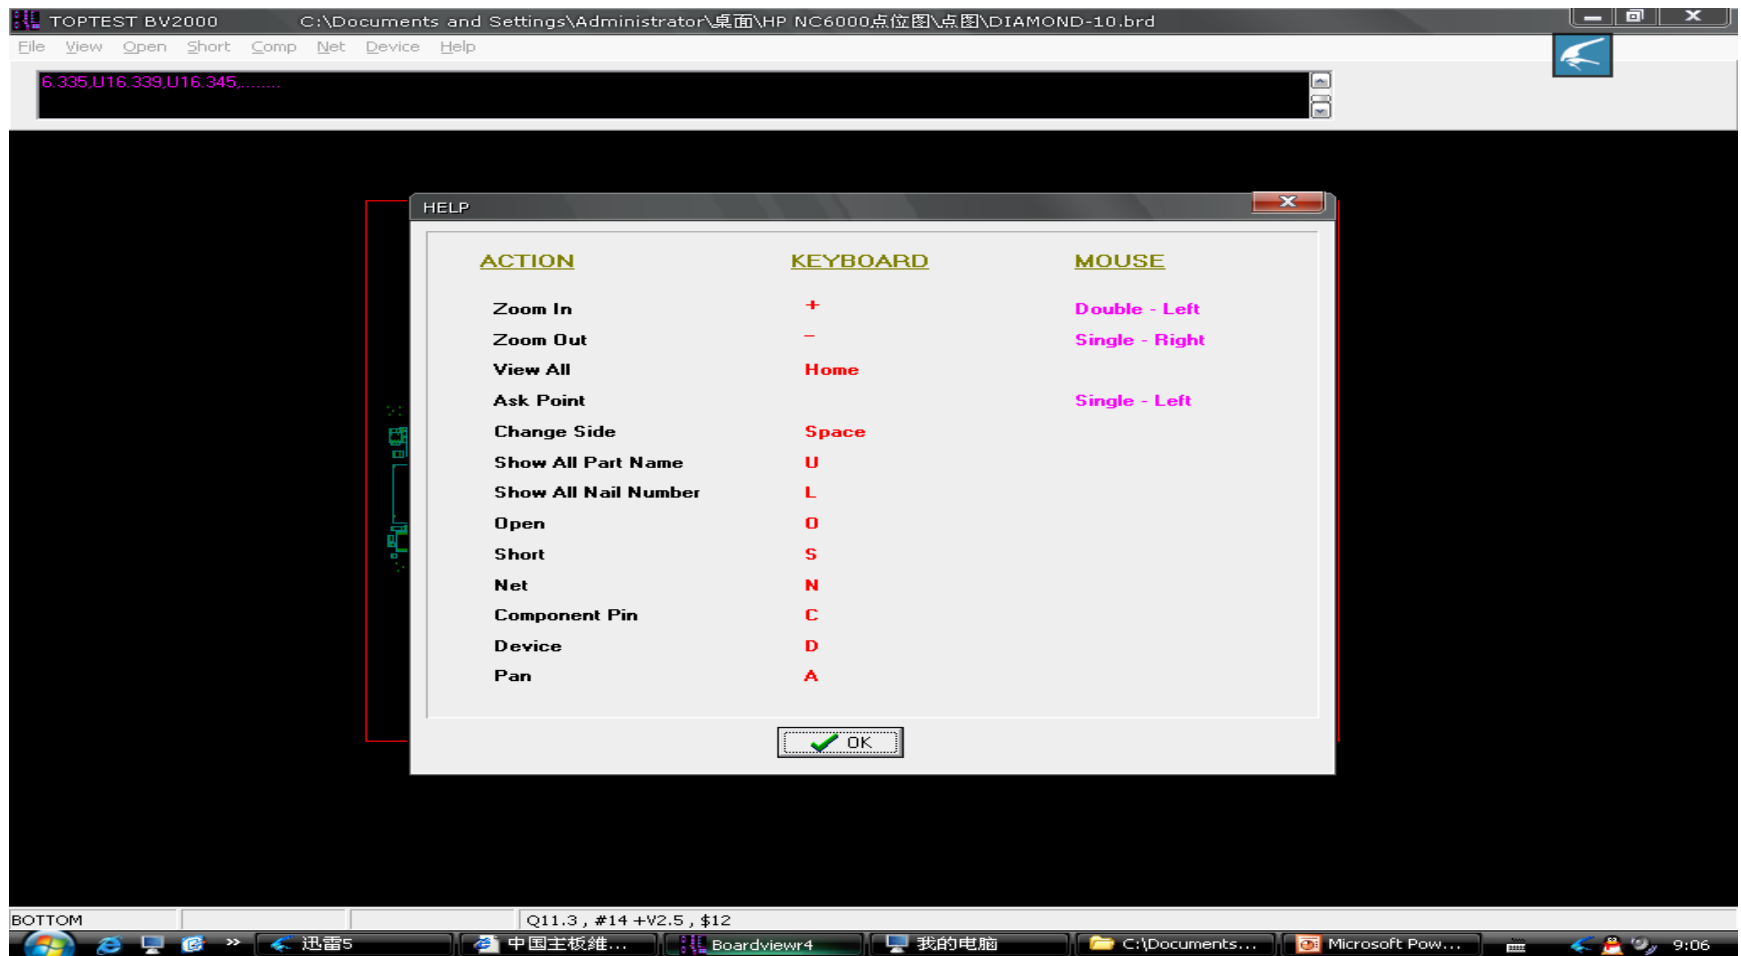 TOPTEST BV2000 C:\Documents and Settings\Administrator\桌面\HP NC6000点位图\点图\DIAMOND-10.brd
File View Open Short Comp Net Device Help
6.335,U16.339,U16.345,........
HELP
ACTION KEYBOARD MOUSE
Zoom In + Double - Left
Zoom Out - Single - Right
View All Home
Ask Point Single - Left
Change Side Space
Show All Part Name U
Show All Nail Number L
Open O
Short S
Net N
Component Pin C
Device D
Pan A
OK
BOTTOM Q11.3 , #14 +V2.5 , $12
» 迅雷5 中国主板維... Boardviewr4 我的电脑 C:\Documents... Microsoft Pow... 9:06